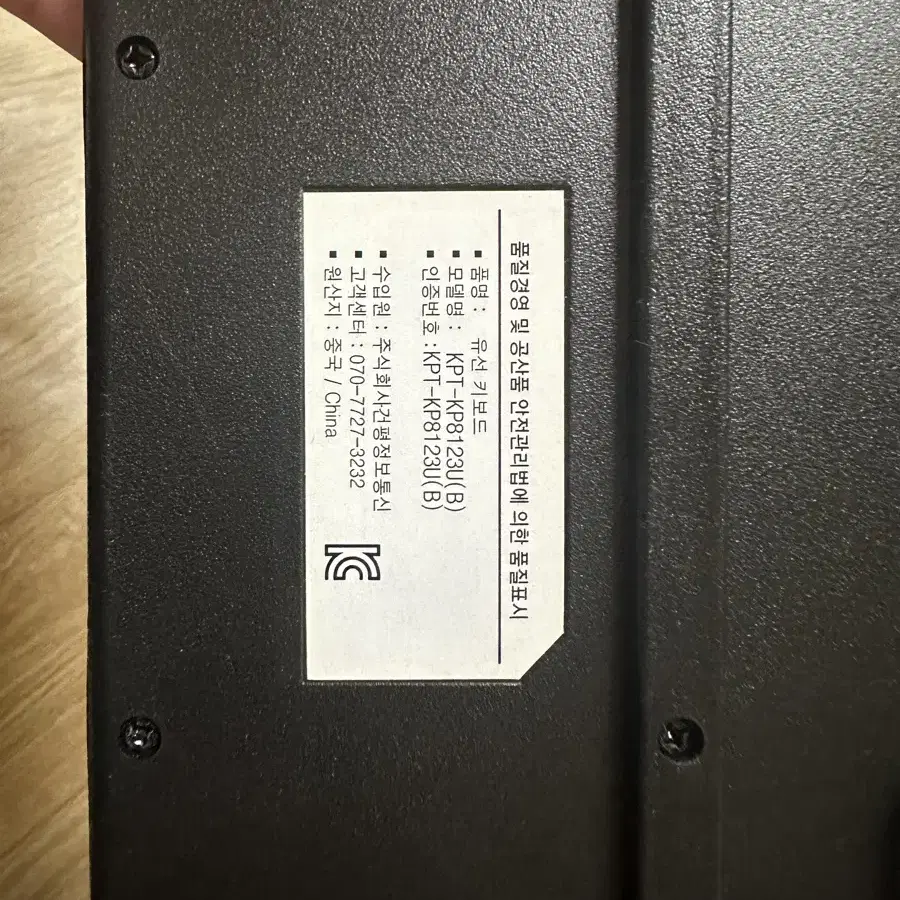 품질경영 및 공산품 안전관리법에 의한 품질표시
▪ 품명 : 유선 키보드
▪ 모델명 : KPT-KP8123U(B)
▪ 인증번호 : KPT-KP8123U(B)
▪ 수입원 : 주식회사건평정보통신
▪ 고객센터 : 070-7727-3232
▪ 원산지 : 중국 / China